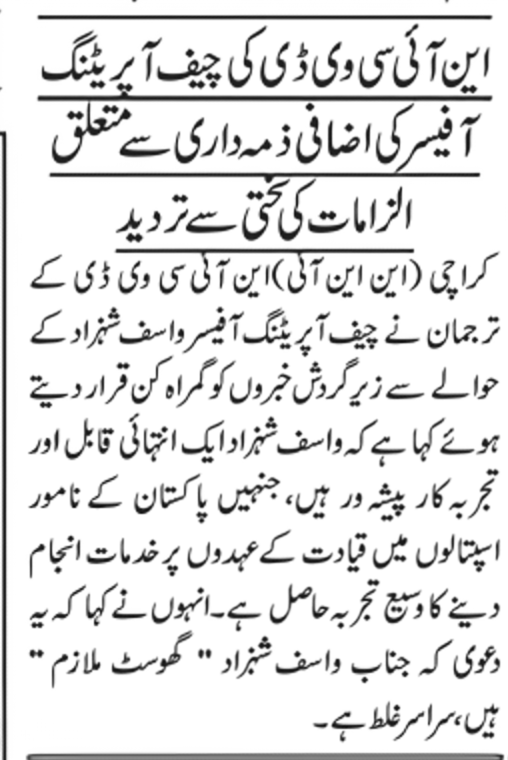 این آئی سی وی ڈی کی چیف آپریٹنگ
آفیسر کی اضافی ذمہ داری سے متعلق
الزامات کی سختی سے تردید
کراچی (این این آئی) این آئی سی وی ڈی کے
ترجمان نے چیف آپریٹنگ آفیسر واسف شہزاد کے
حوالے سے زیر گردش خبروں کو گمراہ کن قرار دیتے
ہوئے کہا ہے کہ واسف شہزاد ایک انتہائی قابل اور
تجربہ کار پیشہ ور ہیں، جنہیں پاکستان کے نامور
اسپتالوں میں قیادت کے عہدوں پر خدمات انجام
دینے کا وسیع تجربہ حاصل ہے۔ انہوں نے کہا کہ یہ
دعوی کہ جناب واسف شہزاد " گھوسٹ ملازم "
ہیں، سراسر غلط ہے۔